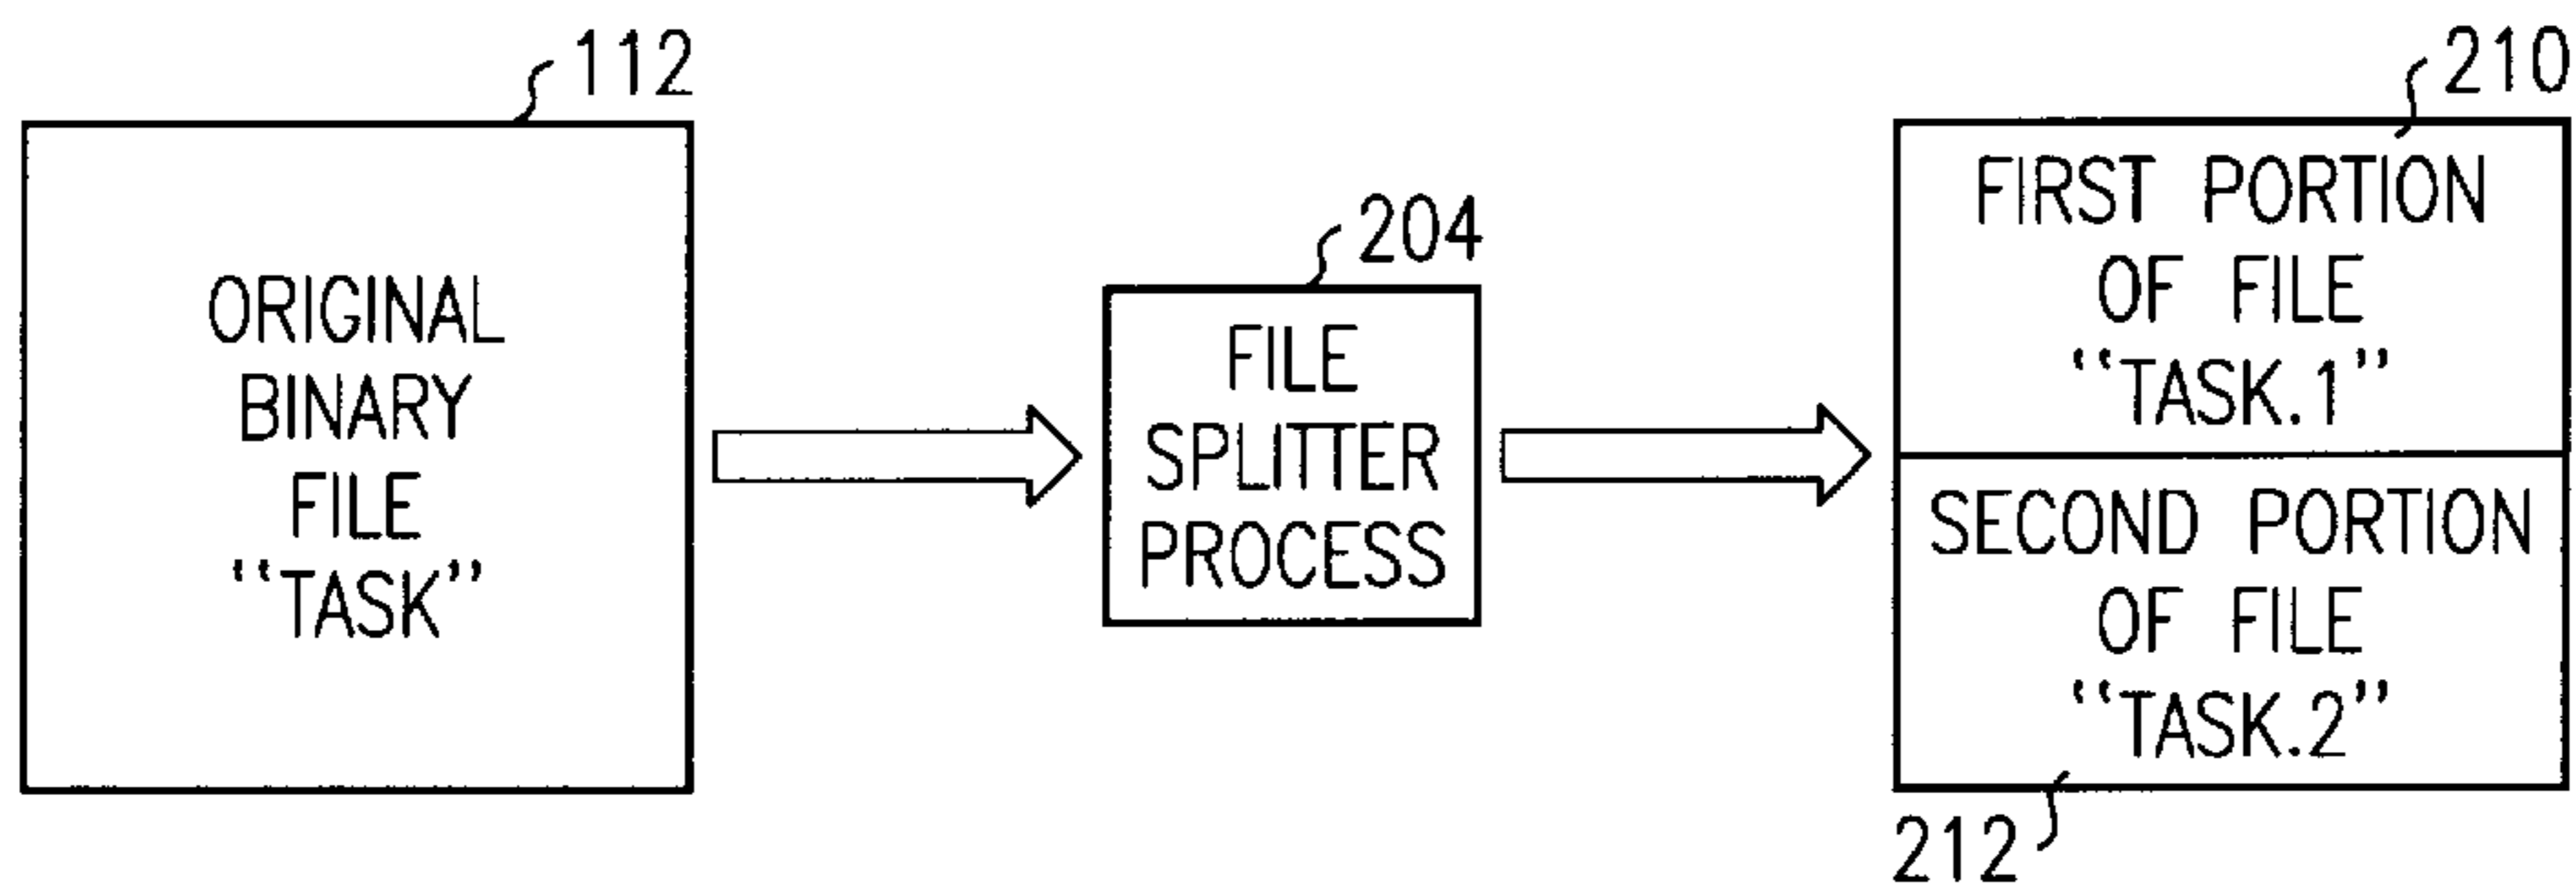 112
ORIGINAL
BINARY
FILE
“TASK”
204
FILE
SPLITTER
PROCESS
210
FIRST PORTION
OF FILE
“TASK.1”
SECOND PORTION
OF FILE
“TASK.2”
212